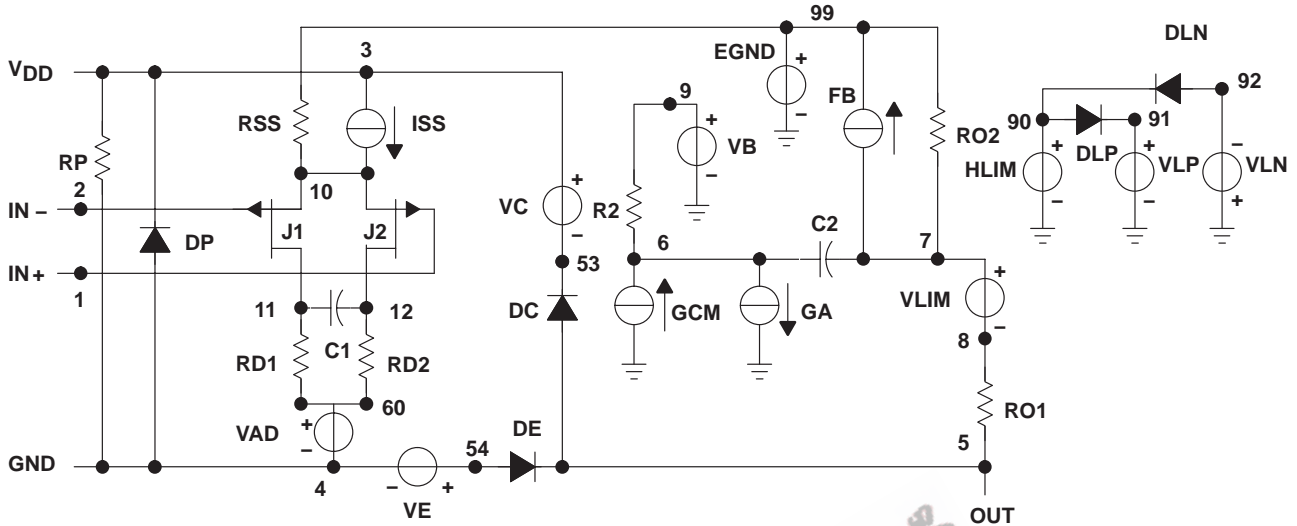 99
DLN
3
EGND
+
VDD
92
9
FB
+
RSS
ISS
90
91
–
VB
RO2
RP
+
+
–
DLP
HLIM
VLP
VLN
2
10
–
–
+
IN –
VC
+
R2
C2
J1
J2
–
DP
6
7
IN +
53
1
+
VLIM
11
12
DC
GCM
GA
–
C1
8
RD1
RD2
60
RO1
+
VAD
–
DE
54
5
GND
4
–
+
VE
OUT